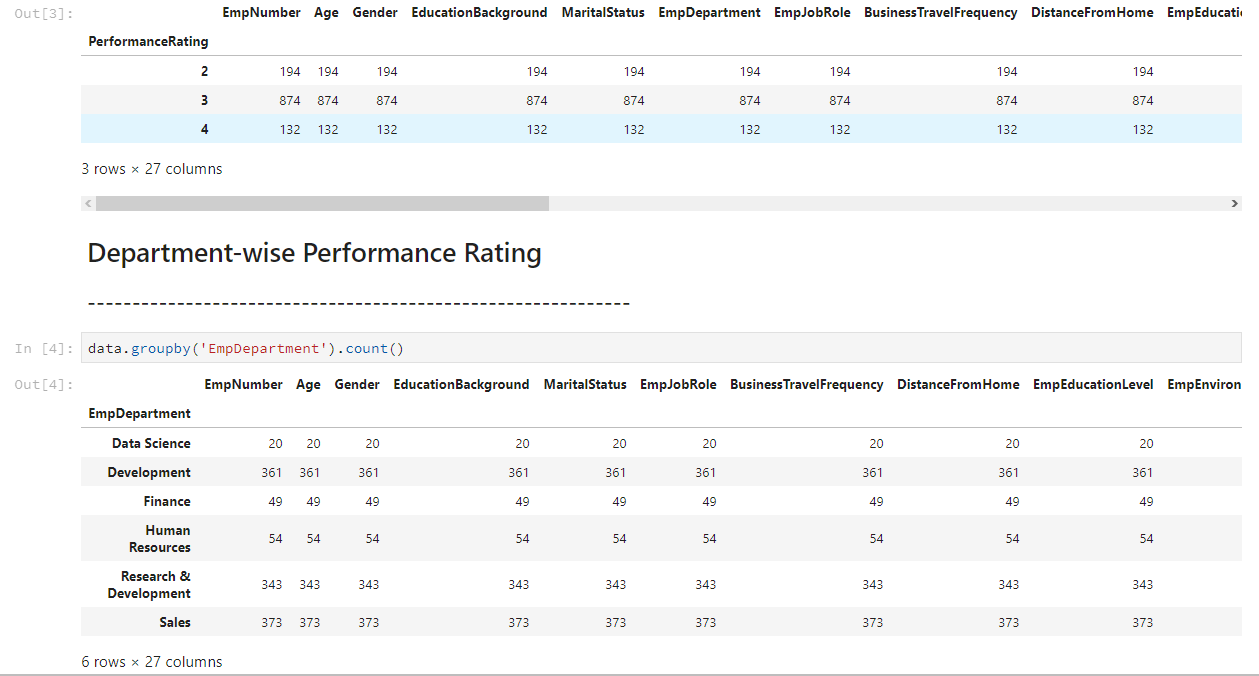 Out[3]: EmpNumber Age Gender EducationBackground MaritalStatus EmpDepartment EmpJobRole BusinessTravelFrequency DistanceFromHome EmpEducati
PerformanceRating
2 194 194 194 194 194 194 194 194 194
3 874 874 874 874 874 874 874 874 874
4 132 132 132 132 132 132 132 132 132
3 rows × 27 columns
Department-wise Performance Rating
-------------------------------------------------------------
In [4]: data.groupby('EmpDepartment').count()
Out[4]: EmpNumber Age Gender EducationBackground MaritalStatus EmpJobRole BusinessTravelFrequency DistanceFromHome EmpEducationLevel EmpEnviron
EmpDepartment
Data Science 20 20 20 20 20 20 20 20 20
Development 361 361 361 361 361 361 361 361 361
Finance 49 49 49 49 49 49 49 49 49
Human
Resources 54 54 54 54 54 54 54 54 54
Research &
Development 343 343 343 343 343 343 343 343 343
Sales 373 373 373 373 373 373 373 373 373
6 rows × 27 columns